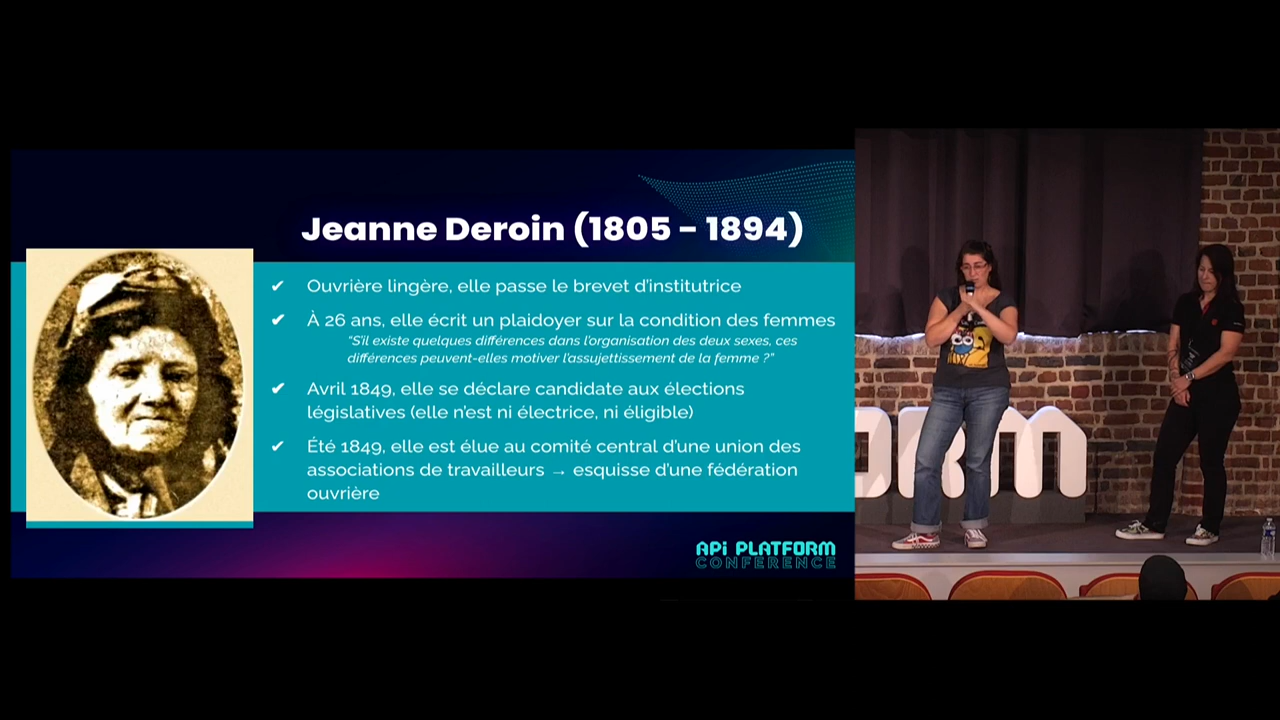 Jeanne Deroin (1805 - 1894)
✔ Ouvrière lingère, elle passe le brevet d'institutrice
✔ À 26 ans, elle écrit un plaidoyer sur la condition des femmes
"S'il existe quelques différences dans l'organisation des deux sexes, ces
différences peuvent-elles motiver l'assujettissement de la femme ?"
✔ Avril 1849, elle se déclare candidate aux élections
législatives (elle n'est ni électrice, ni éligible)
✔ Été 1849, elle est élue au comité central d'une union des
associations de travailleurs → esquisse d'une fédération
ouvrière
API PLATFORM
CONFERENCE
ORM